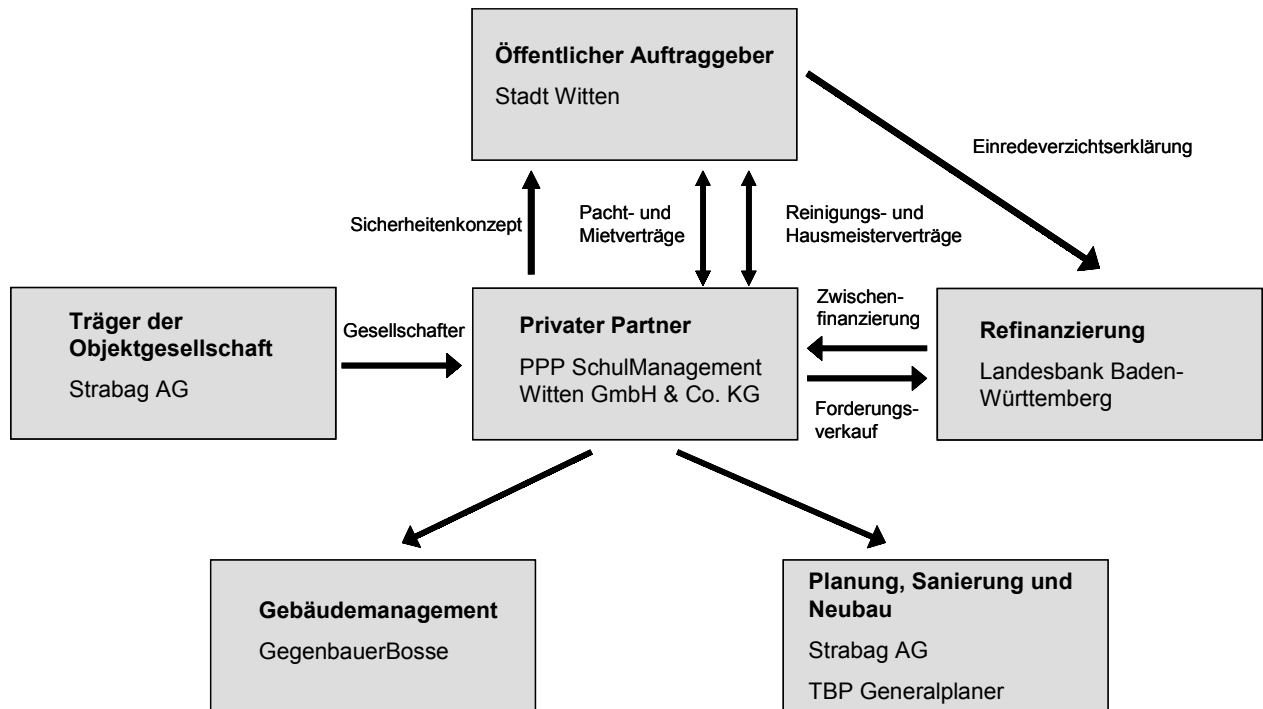 Öffentlicher Auftraggeber
Stadt Witten
Einredeverzichtserklärung
Sicherheitenkonzept
Pacht- und
Mietverträge
Reinigungs- und
Hausmeisterverträge
Träger der
Objektgesellschaft
Strabag AG
Gesellschafter
Privater Partner
PPP SchulManagement
Witten GmbH & Co. KG
Zwischen-
finanzierung
Forderungs-
verkauf
Refinanzierung
Landesbank Baden-
Württemberg
Gebäudemanagement
GegenbauerBosse
Planung, Sanierung und
Neubau
Strabag AG
TBP Generalplaner